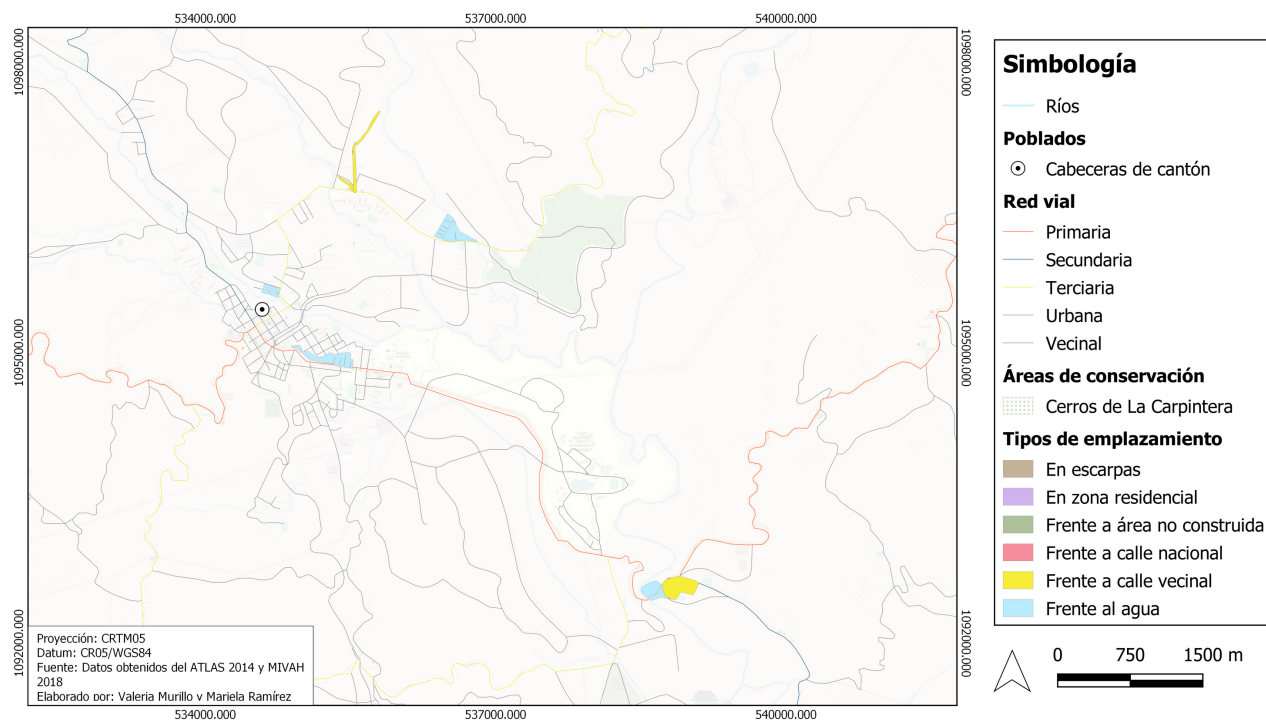 534000.000
537000.000
540000.000
1098000.000
1098000.000
1095000.000
1095000.000
1092000.000
1092000.000
534000.000
537000.000
540000.000
Proyección: CRTM05
Datum: CR05/WGS84
Fuente: Datos obtenidos del ATLAS 2014 y MIVAH
2018
Elaborado por: Valeria Murillo y Mariela Ramírez
Simbología
Ríos
Poblados
Cabeceras de cantón
Red vial
Primaria
Secundaria
Terciaria
Urbana
Vecinal
Áreas de conservación
Cerros de La Carpintera
Tipos de emplazamiento
En escarpas
En zona residencial
Frente a área no construida
Frente a calle nacional
Frente a calle vecinal
Frente al agua
0 750 1500 m